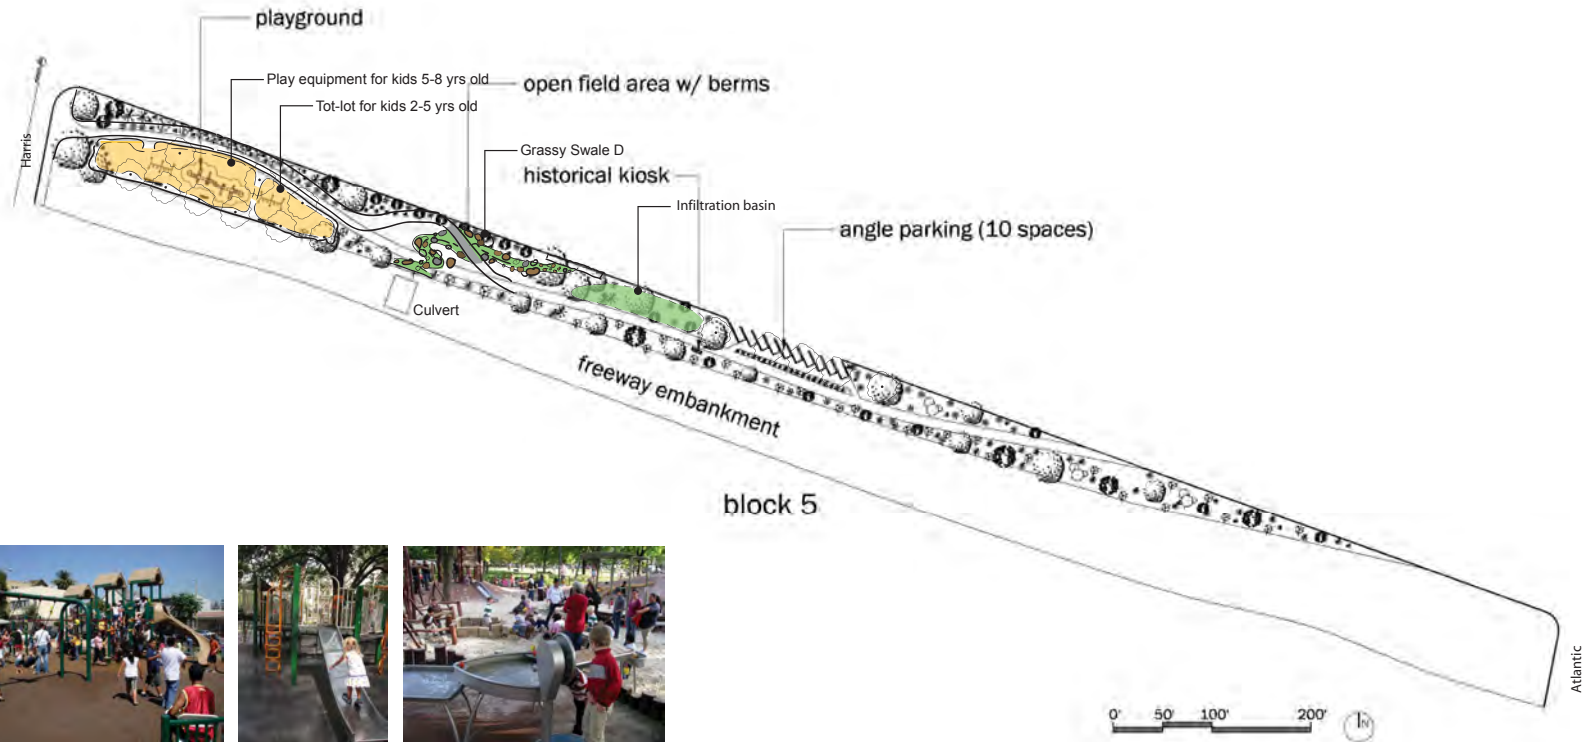 playground
Play equipment for kids 5-8 yrs old
open field area w/ berms
Tot-lot for kids 2-5 yrs old
Harris
Grassy Swale D
historical kiosk
Infiltration basin
angle parking (10 spaces)
Culvert
freeway embankment
block 5
Atlantic
0' 50' 100' 200'
N